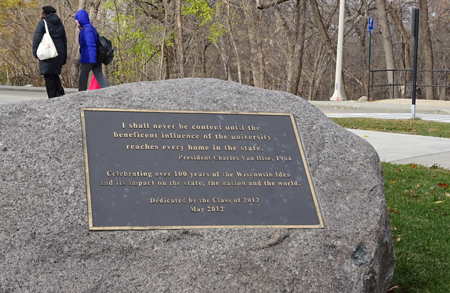 I shall never be content until the
beneficent influence of the university
reaches every home in the state.
President Charles Van Hise, 1904
Celebrating over 100 years of the Wisconsin Idea
and its impact on the state, the nation and the world.
Dedicated by the Class of 2012
May 2012